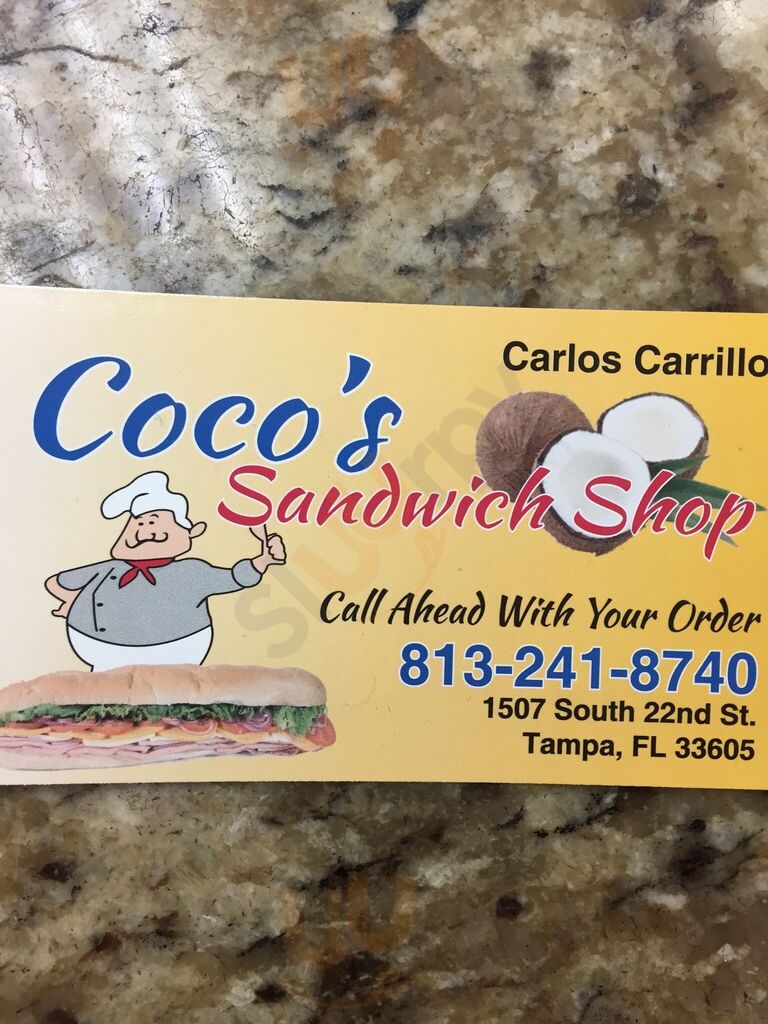 Carlos Carrillo
Coco's
Sandwich Shop
Call Ahead With Your Order
813-241-8740
1507 South 22nd St.
Tampa, FL 33605
sluurpy